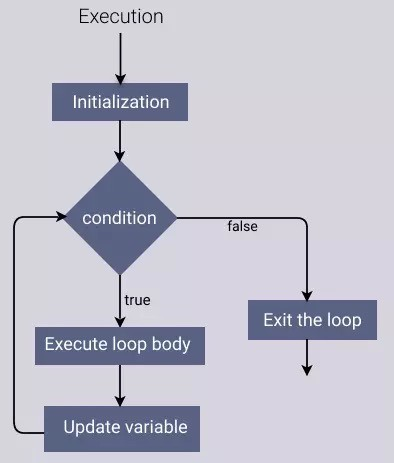 Execution
Initialization
condition
false
true
Exit the loop
Execute loop body
Update variable